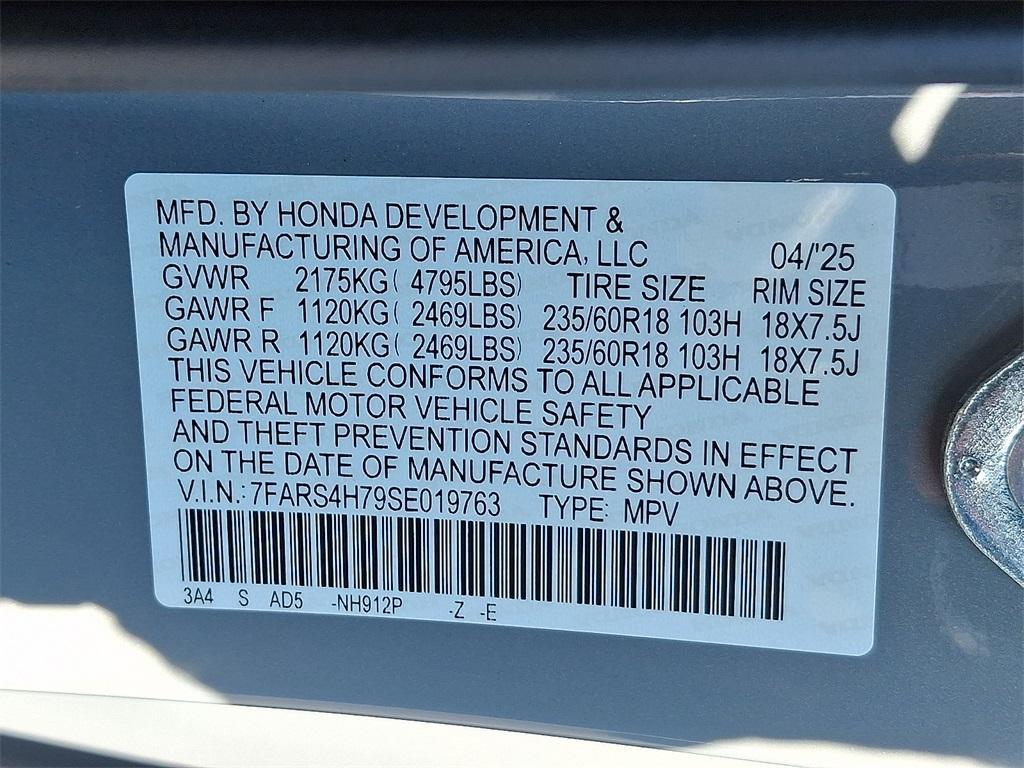 MFD. BY HONDA DEVELOPMENT &
MANUFACTURING OF AMERICA, LLC 04/'25
GVWR 2175KG( 4795LBS) TIRE SIZE RIM SIZE
GAWR F 1120KG( 2469LBS) 235/60R18 103H 18X7.5J
GAWR R 1120KG( 2469LBS) 235/60R18 103H 18X7.5J
THIS VEHICLE CONFORMS TO ALL APPLICABLE
FEDERAL MOTOR VEHICLE SAFETY
AND THEFT PREVENTION STANDARDS IN EFFECT
ON THE DATE OF MANUFACTURE SHOWN ABOVE.
V.I.N.: 7FARS4H79SE019763 TYPE: MPV
3A4 S AD5 -NH912P -Z -E